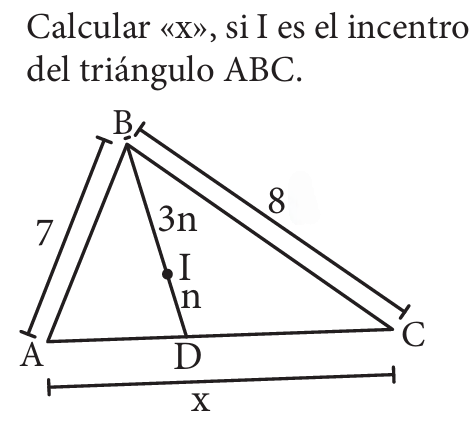 Calcular «x», si I es el incentro
del triángulo ABC.
B
8
7
3n
I
n
A
D
C
x